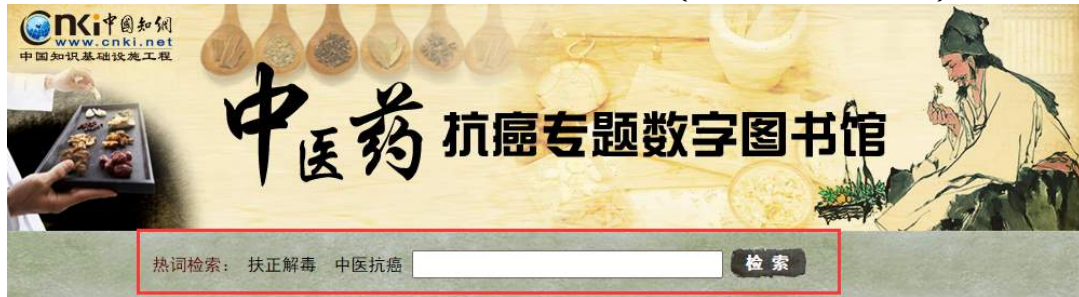 cnki中國知網
www.cnki.net
中国知识基础设施工程
中医药抗癌专题数字图书馆
热词检索: 扶正解毒 中医抗癌 检索